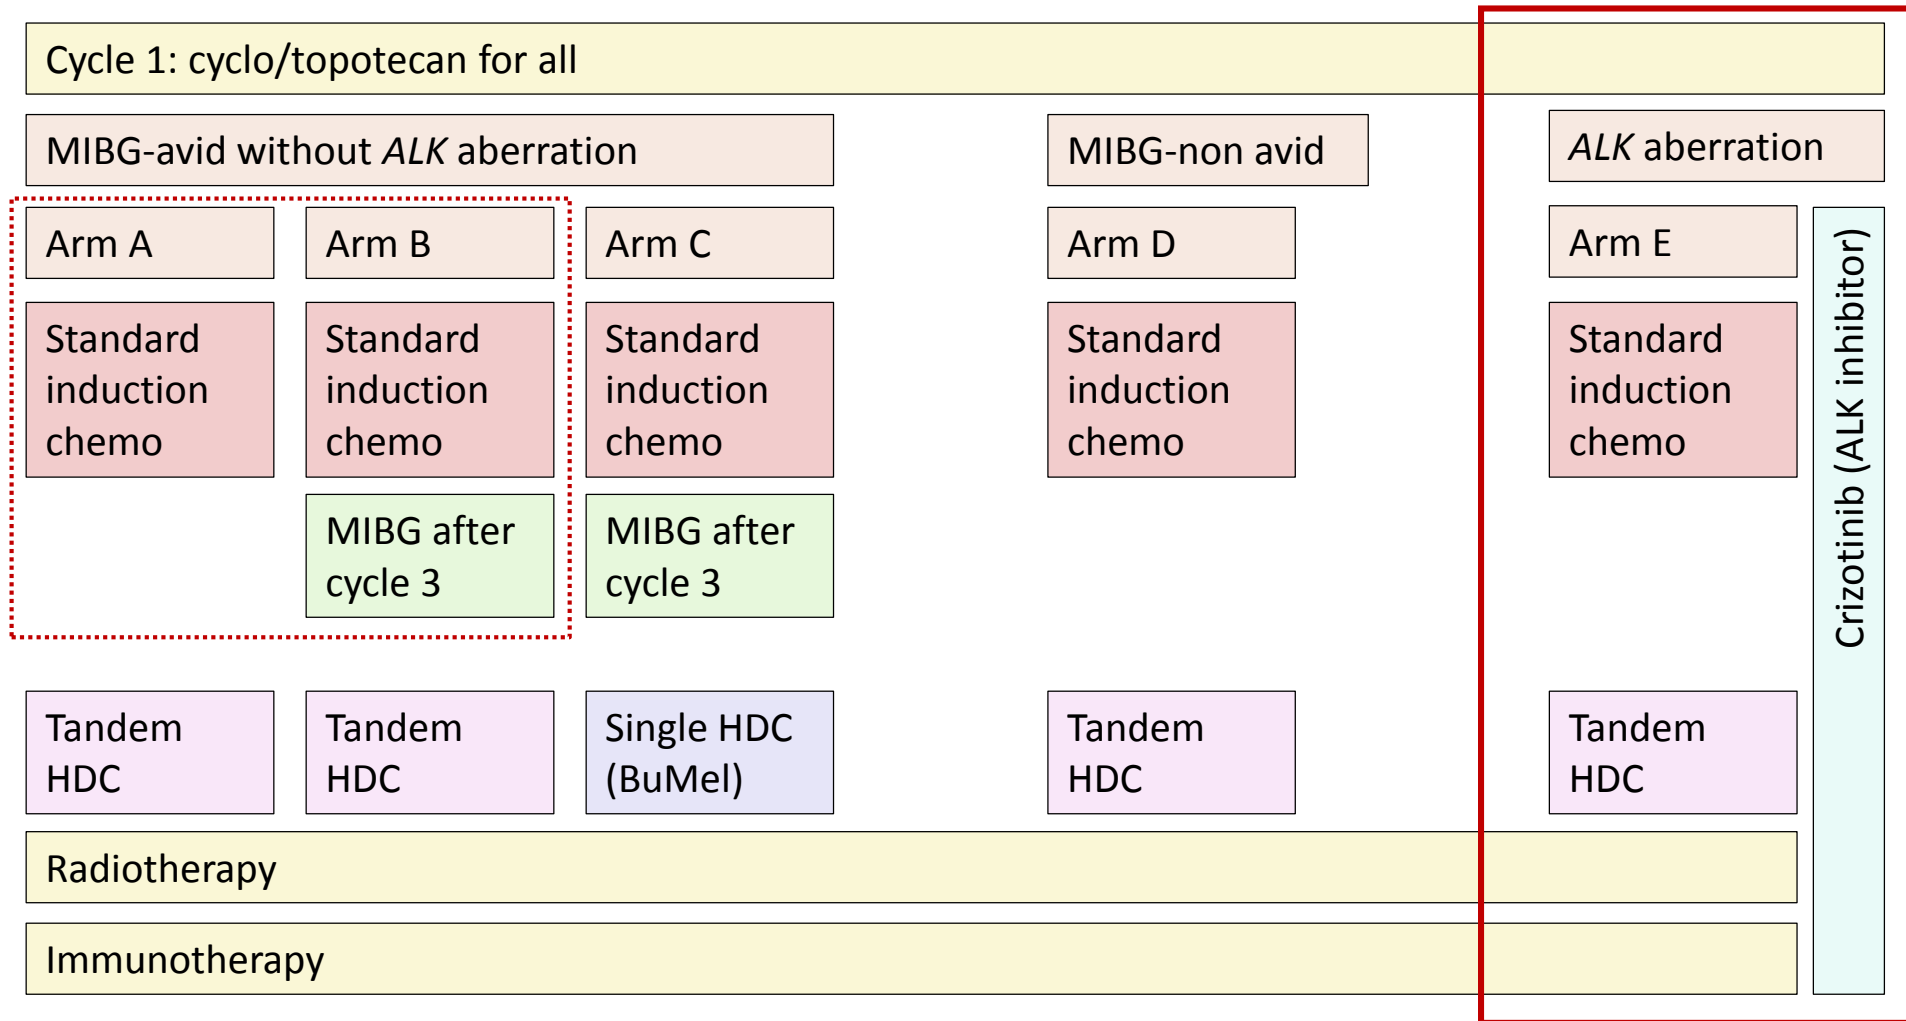 Cycle 1: cyclo/topotecan for all
MIBG-avid without ALK aberration
MIBG-non avid
ALK aberration
Arm A
Arm B
Arm C
Arm D
Arm E
Standard
induction
chemo
Standard
induction
chemo
Standard
induction
chemo
Standard
induction
chemo
Standard
induction
chemo
Crizotinib (ALK inhibitor)
MIBG after
cycle 3
MIBG after
cycle 3
Tandem
HDC
Tandem
HDC
Single HDC
(BuMel)
Tandem
HDC
Tandem
HDC
Radiotherapy
Immunotherapy